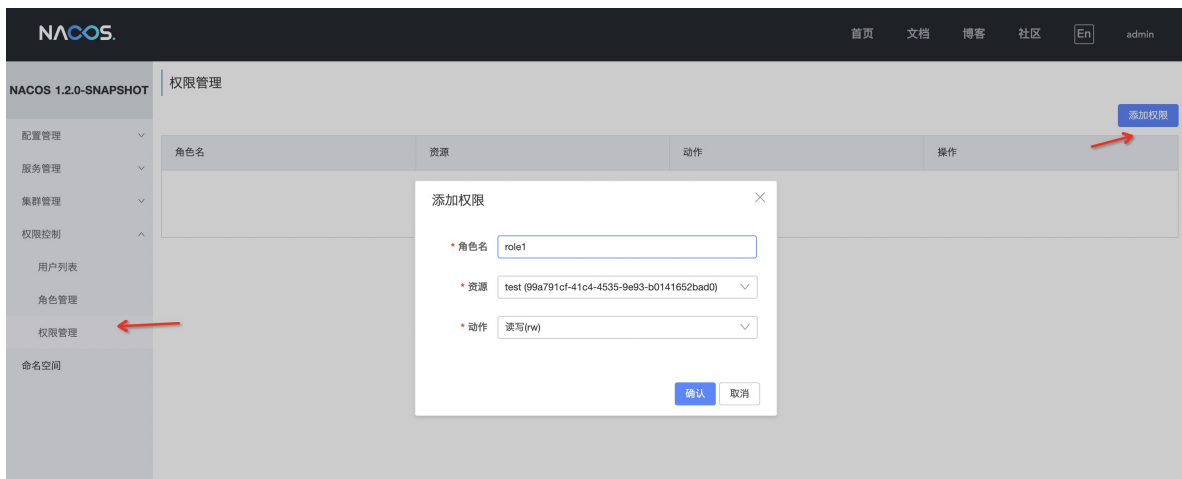 NACOS.
首页 文档 博客 社区 En admin
NACOS 1.2.0-SNAPSHOT
权限管理
添加权限
配置管理
服务管理
集群管理
权限控制
用户列表
角色管理
权限管理
命名空间
角色名 资源 动作 操作
添加权限
* 角色名 role1
* 资源 test (99a791cf-41c4-4535-9e93-b0141652bad0)
* 动作 读写(rw)
确认 取消